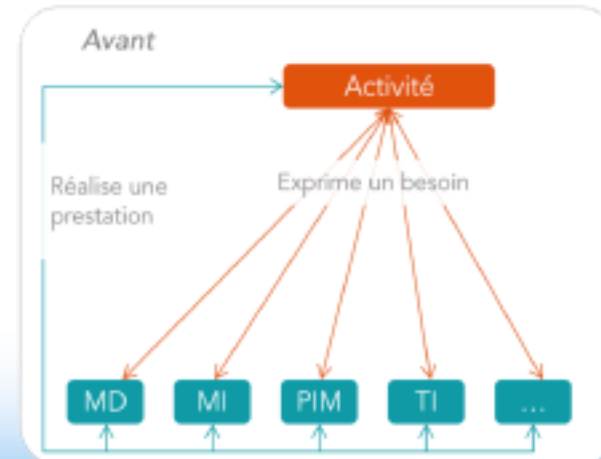 Avant
Activité
Réalise une
prestation
Exprime un besoin
MD
MI
PIM
TI
...